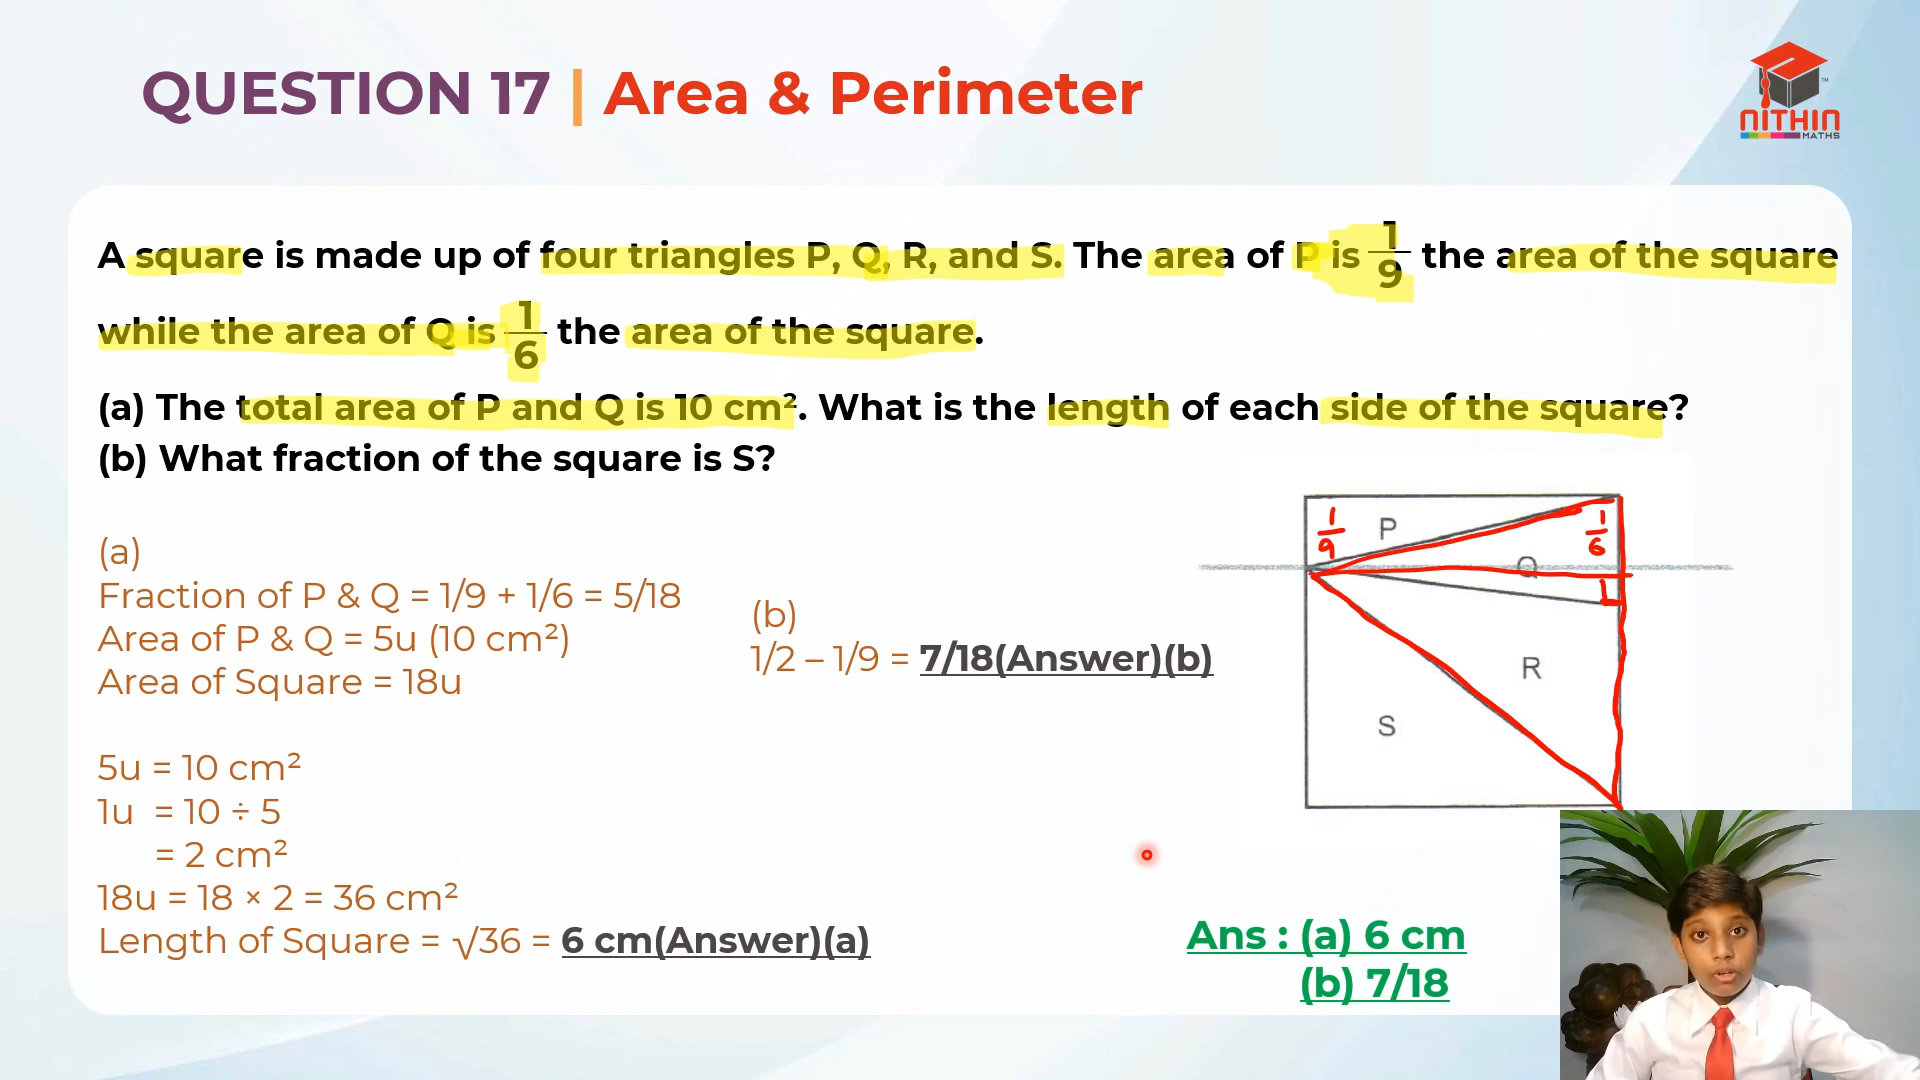 QUESTION 17 | Area & Perimeter
NITHIN
MATHS
TM
A square is made up of four triangles P, Q, R, and S. The area of P is 1/9 the area of the square
while the area of Q is 1/6 the area of the square.
(a) The total area of P and Q is 10 cm². What is the length of each side of the square?
(b) What fraction of the square is S?
(a)
Fraction of P & Q = 1/9 + 1/6 = 5/18
Area of P & Q = 5u (10 cm²)
Area of Square = 18u
5u = 10 cm²
1u = 10 ÷ 5
= 2 cm²
18u = 18 × 2 = 36 cm²
Length of Square = √36 = 6 cm(Answer)(a)
(b)
1/2 – 1/9 = 7/18(Answer)(b)
1/9
P
1/6
Q
R
S
Ans : (a) 6 cm
(b) 7/18